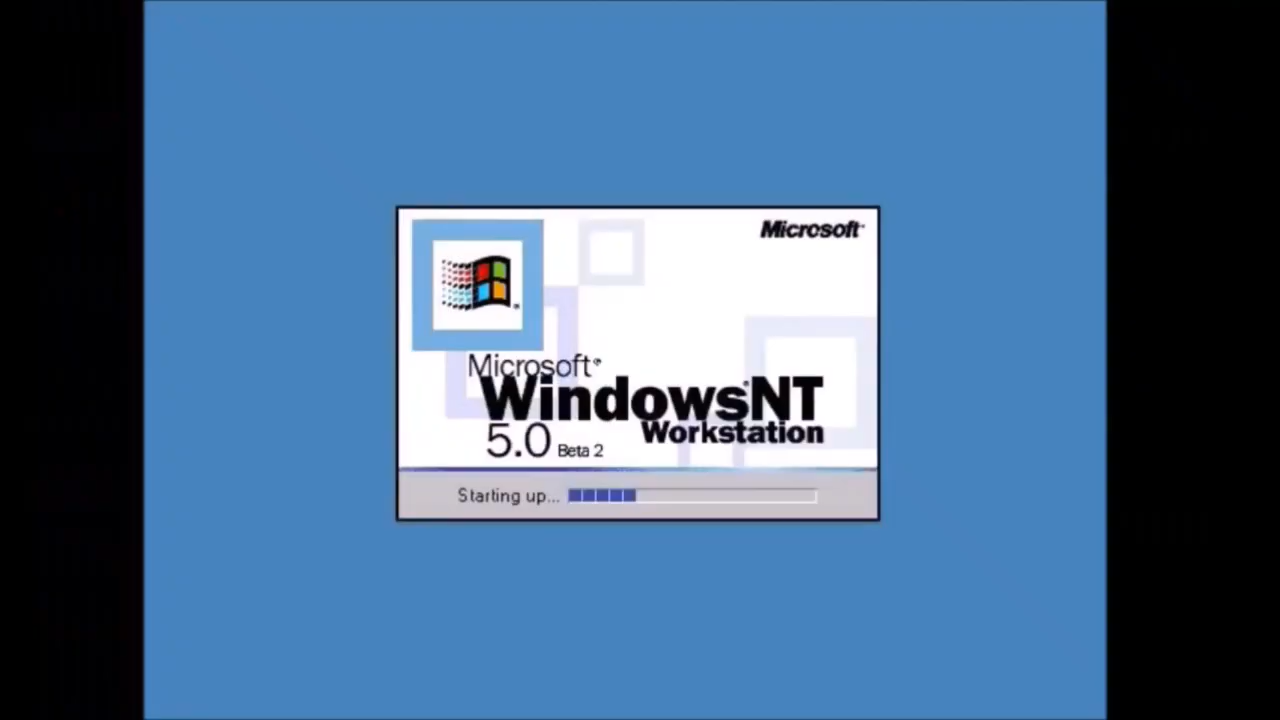 Microsoft
Microsoft®
WindowsNT
Workstation
5.0 Beta 2
Starting up...